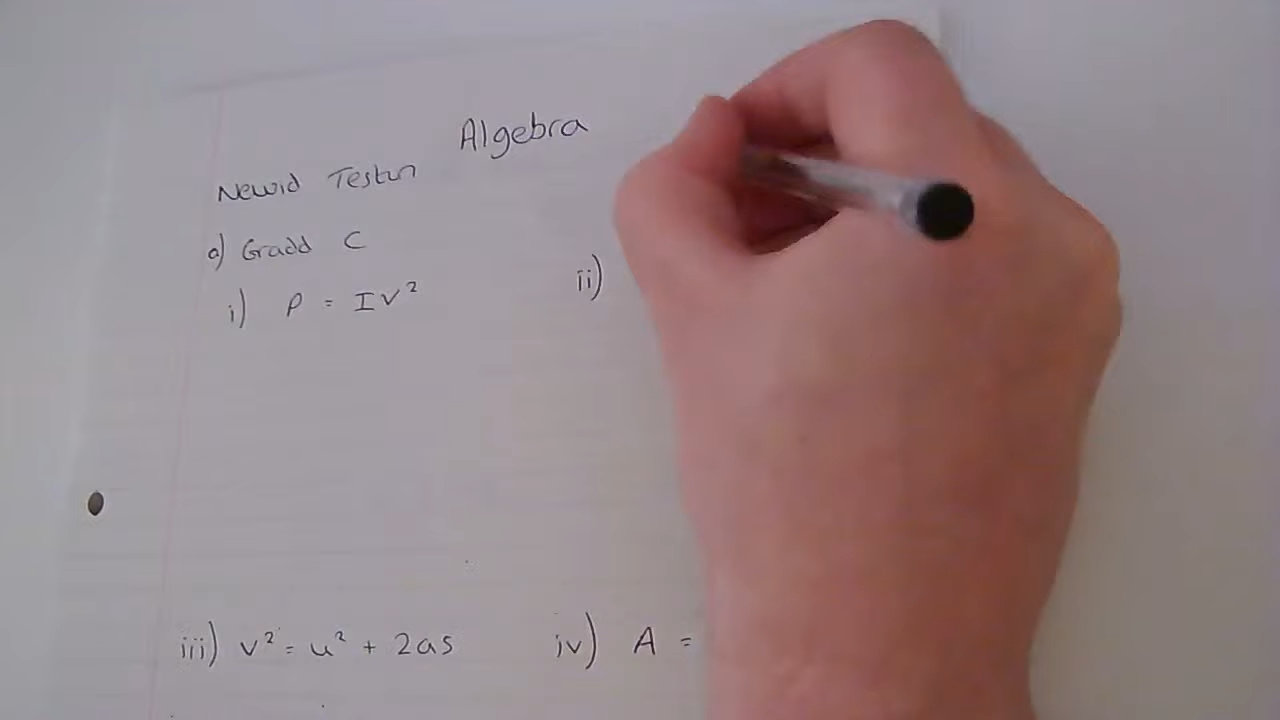 Algebra
Newid Testun
a) Gradd C
i) P = IV²
ii)
iii) v² = u² + 2as
iv) A =